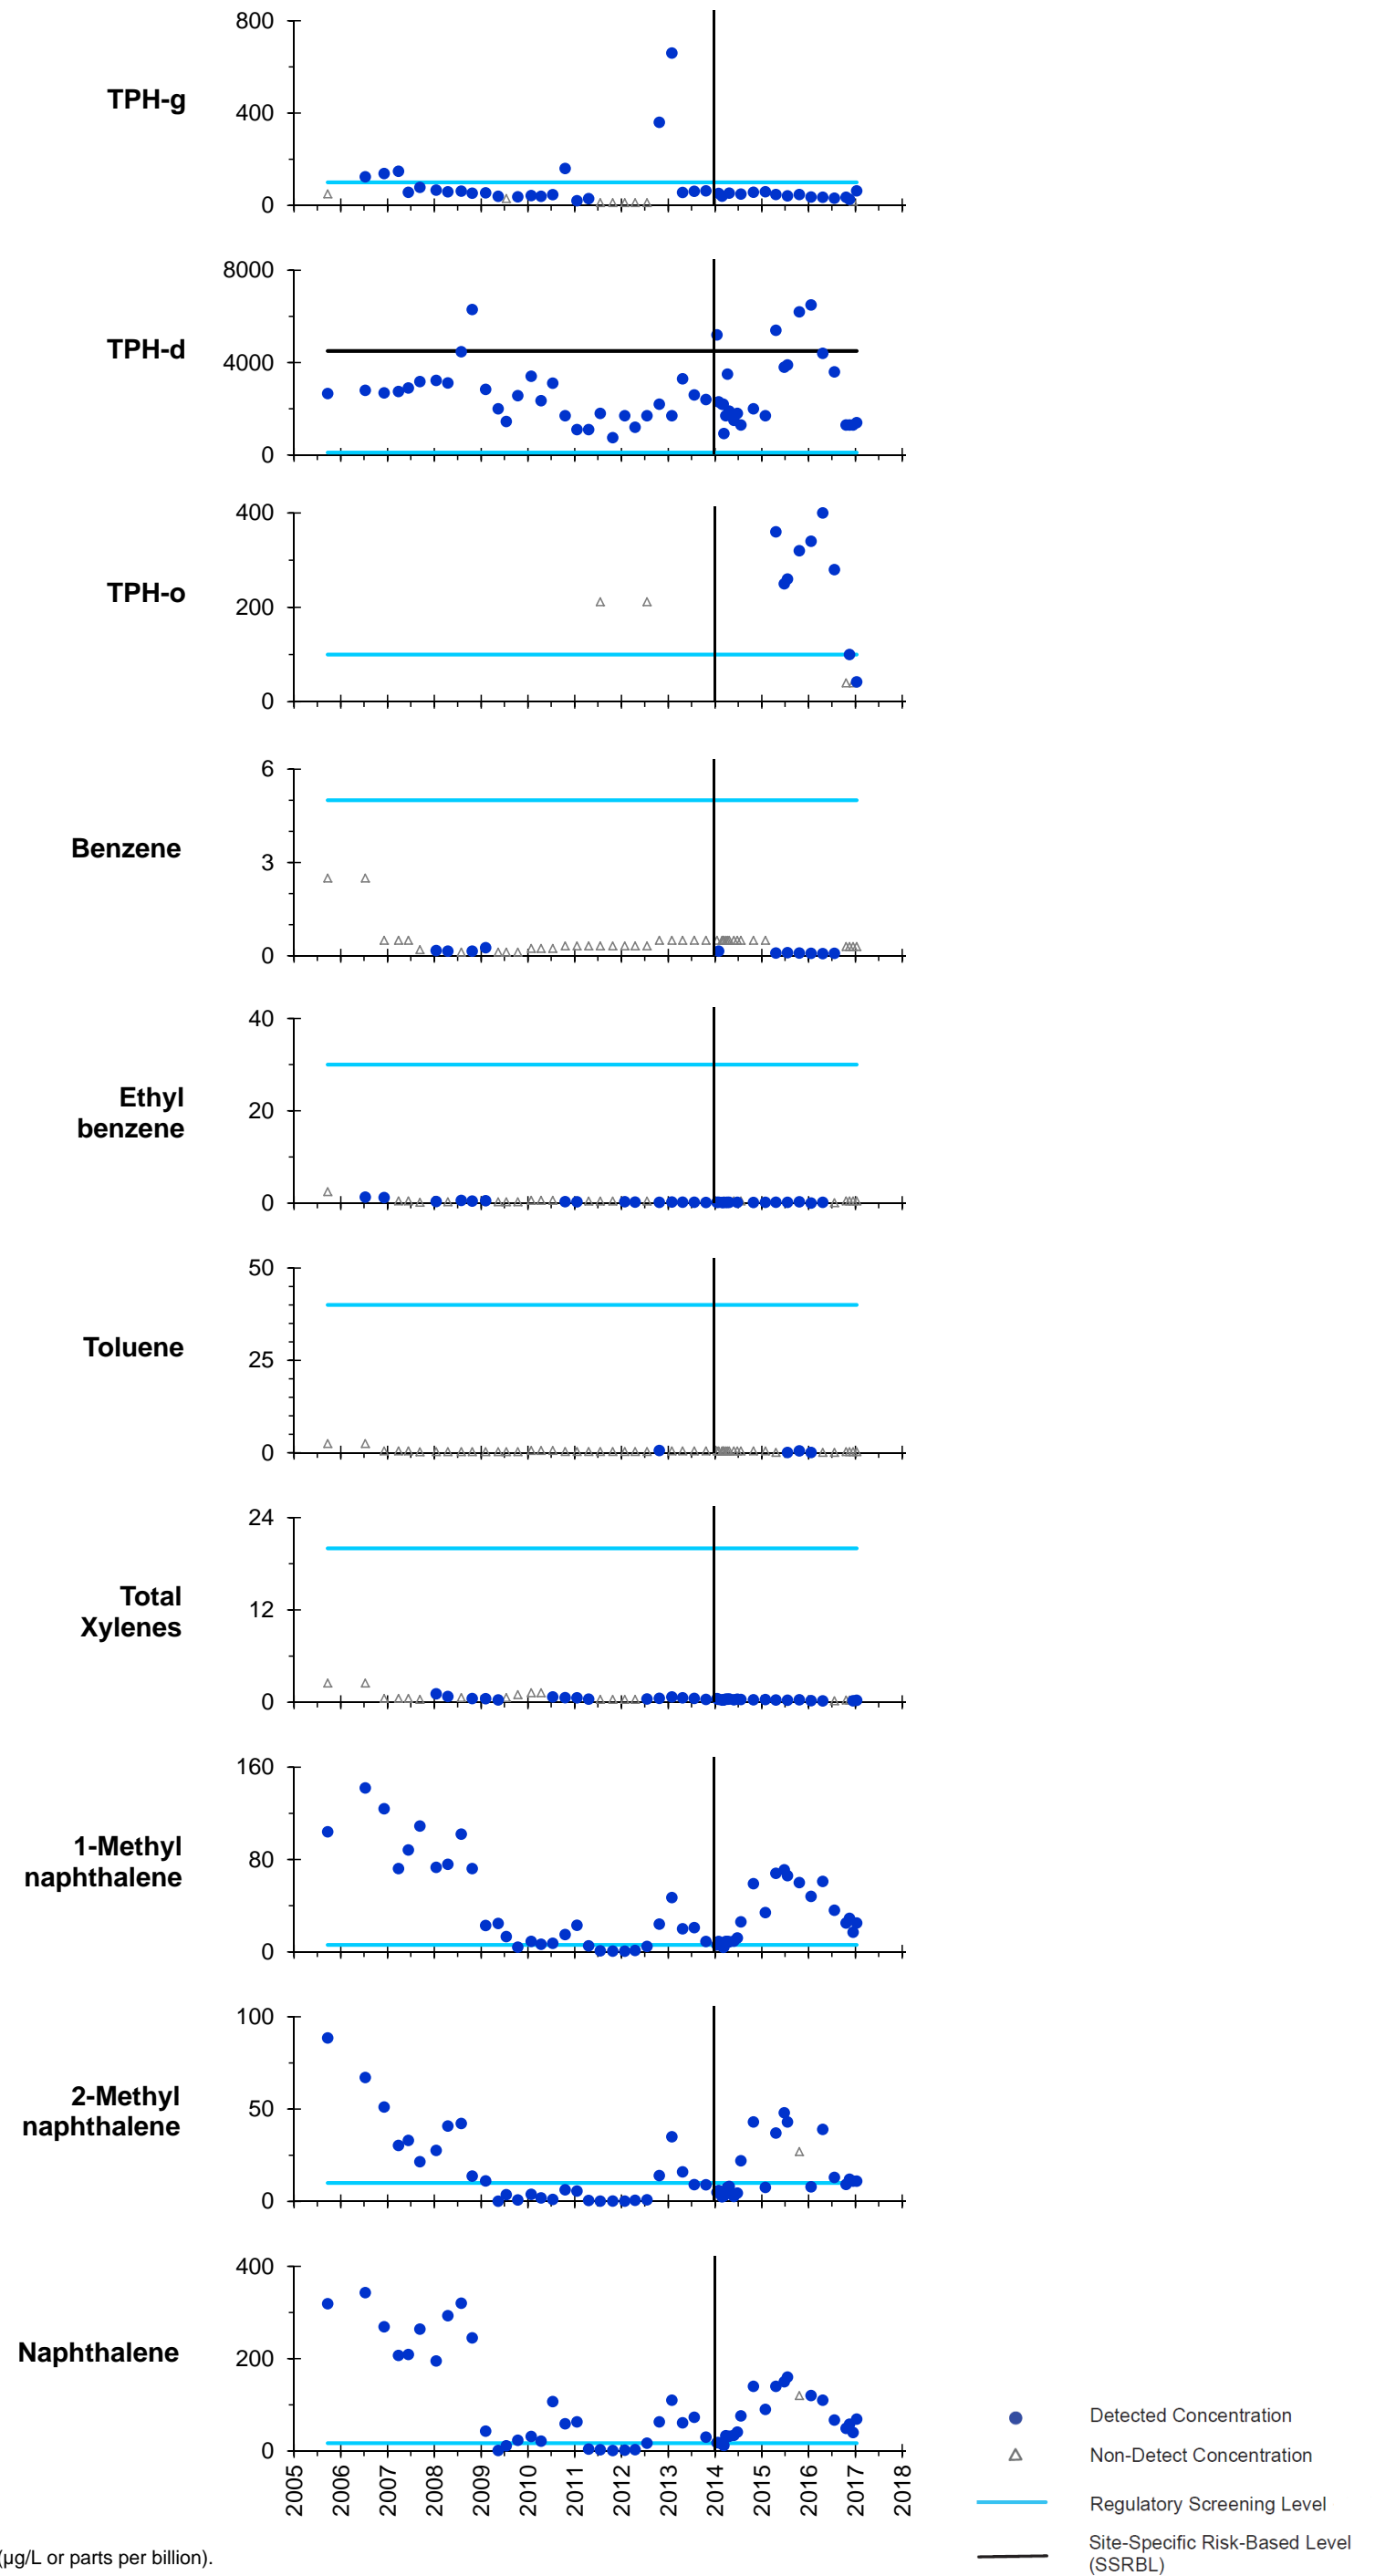 800
TPH-g
400
0
8000
TPH-d
4000
0
400
TPH-o
200
0
6
Benzene
3
0
40
Ethyl
benzene
20
0
50
Toluene
25
0
24
Total
Xylenes
12
0
160
1-Methyl
naphthalene
80
0
100
2-Methyl
naphthalene
50
0
400
Naphthalene
200
0
2005 2006 2007 2008 2009 2010 2011 2012 2013 2014 2015 2016 2017 2018
Detected Concentration
Non-Detect Concentration
Regulatory Screening Level
Site-Specific Risk-Based Level
(SSRBL)
(µg/L or parts per billion).